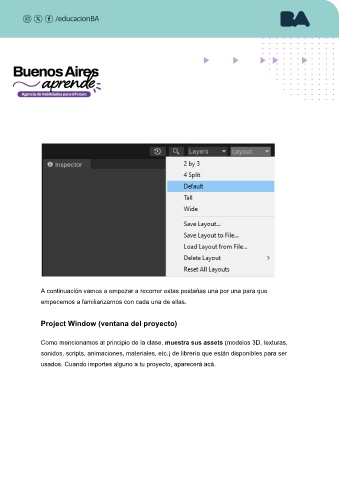 /educacionBA
BA
Buenos Aires
aprende
Agencia de Habilidades para el Futuro
Layers Layout
Inspector
2 by 3
4 Split
Default
Tall
Wide
Save Layout...
Save Layout to File...
Load Layout from File...
Delete Layout
Reset All Layouts
A continuación vamos a empezar a recorrer estas pestañas una por una para que
empecemos a familiarizarnos con cada una de ellas.
Project Window (ventana del proyecto)
Como mencionamos al principio de la clase, muestra sus assets (modelos 3D, texturas,
sonidos, scripts, animaciones, materiales, etc.) de librería que están disponibles para ser
usados. Cuando importes alguno a tu proyecto, aparecerá acá.